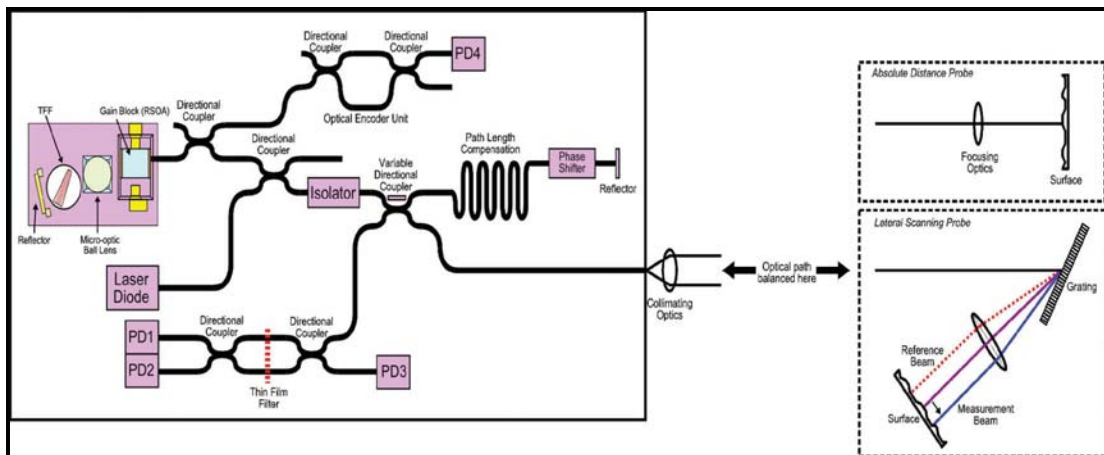 Directional
Coupler
Directional
Coupler
PD4
Optical Encoder Unit
Directional
Coupler
TFF
Gain Block (RSOA)
Reflector
Micro-optic
Ball Lens
Directional
Coupler
Isolator
Variable
Directional
Coupler
Path Length
Compensation
Phase
Shifter
Reflector
Laser
Diode
PD1
PD2
Directional
Coupler
Directional
Coupler
PD3
Thin Film
Filter
Collimating
Optics
Optical path
balanced here
Absolute Distance Probe
Focusing
Optics
Surface
Lateral Scanning Probe
Grating
Reference
Beam
Surface
Measurement
Beam